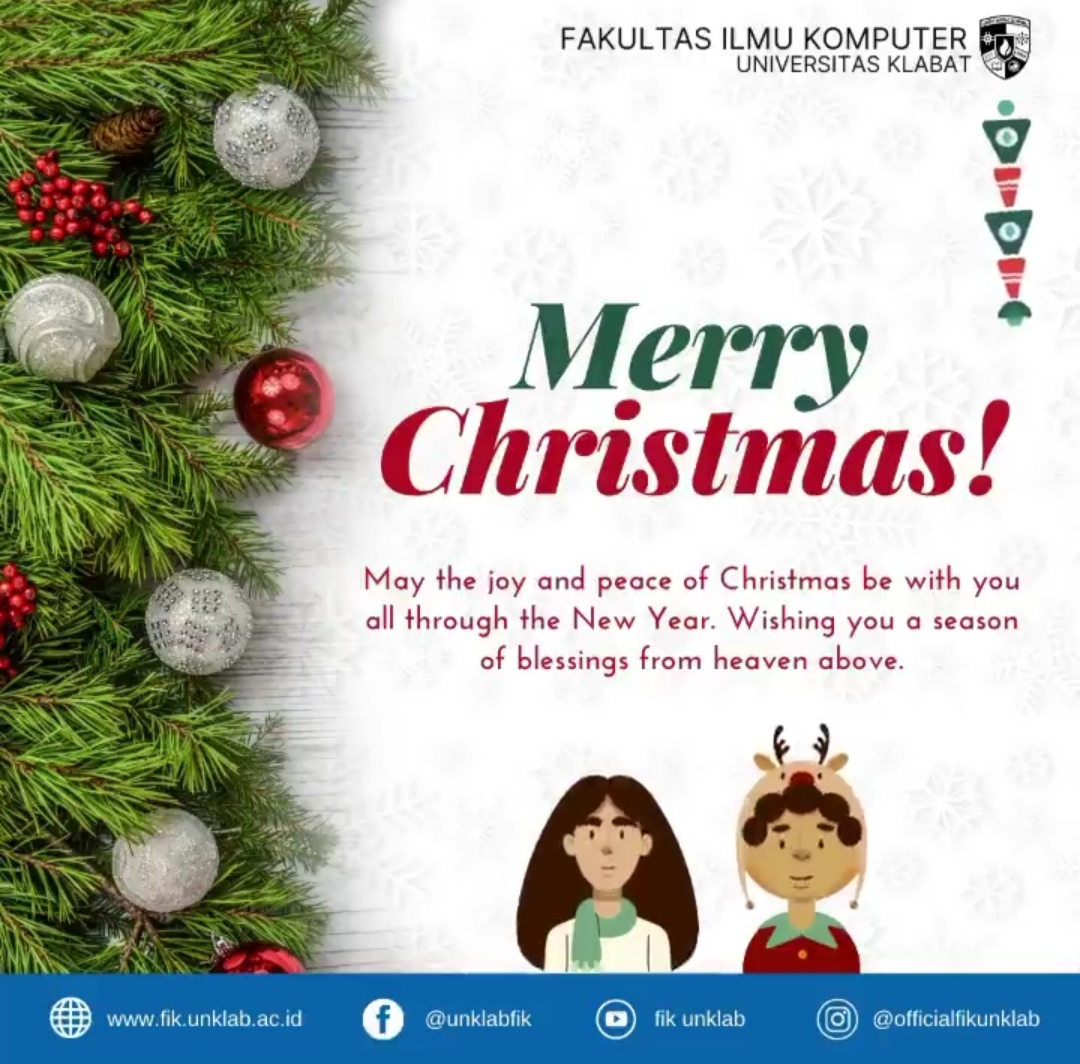 FAKULTAS ILMU KOMPUTER
UNIVERSITAS KLABAT
Merry
Christmas!
May the joy and peace of Christmas be with you
all through the New Year. Wishing you a season
of blessings from heaven above.
www.fik.unklab.ac.id
@unklabfik
fik unklab
@officialfikunklab